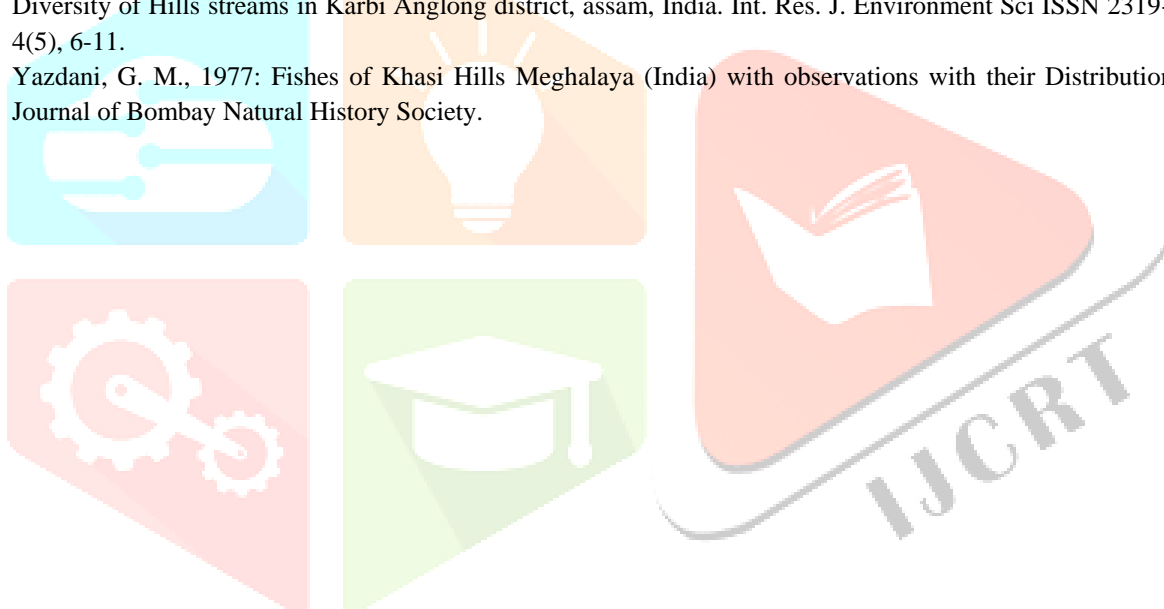 Diversity of Hills streams in Karbi Anglong district, assam, India. Int. Res. J. Environment Sci ISSN 2319-
4(5), 6-11.
Yazdani, G. M., 1977: Fishes of Khasi Hills Meghalaya (India) with observations with their Distribution
Journal of Bombay Natural History Society.
IJCRT